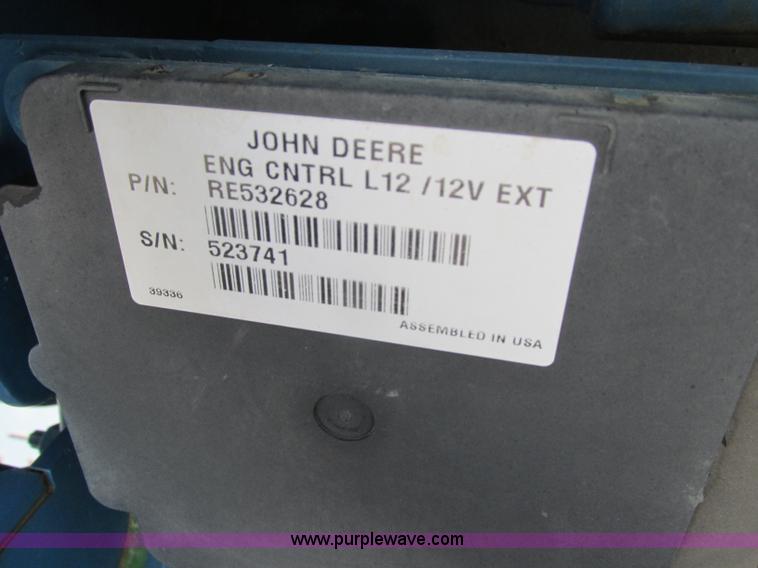 JOHN DEERE
ENG CNTRL L12 /12V EXT
P/N: RE532628
S/N: 523741
39336
ASSEMBLED IN USA
www.purplewave.com